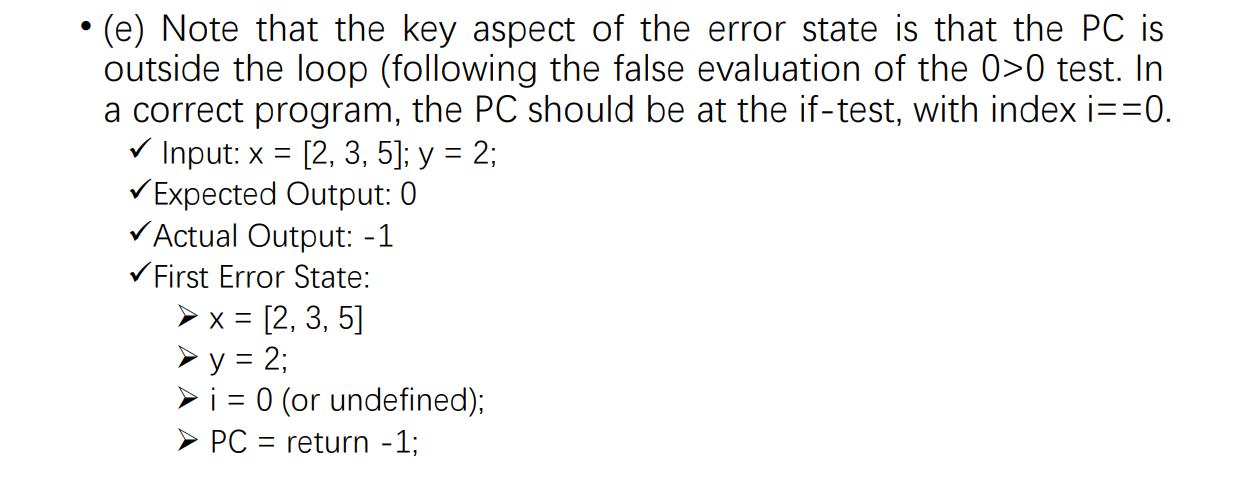 • (e) Note that the key aspect of the error state is that the PC is
outside the loop (following the false evaluation of the 0>0 test. In
a correct program, the PC should be at the if-test, with index i==0.
✓ Input: x = [2, 3, 5]; y = 2;
✓ Expected Output: 0
✓ Actual Output: -1
✓ First Error State:
➢ x = [2, 3, 5]
➢ y = 2;
➢ i = 0 (or undefined);
➢ PC = return -1;